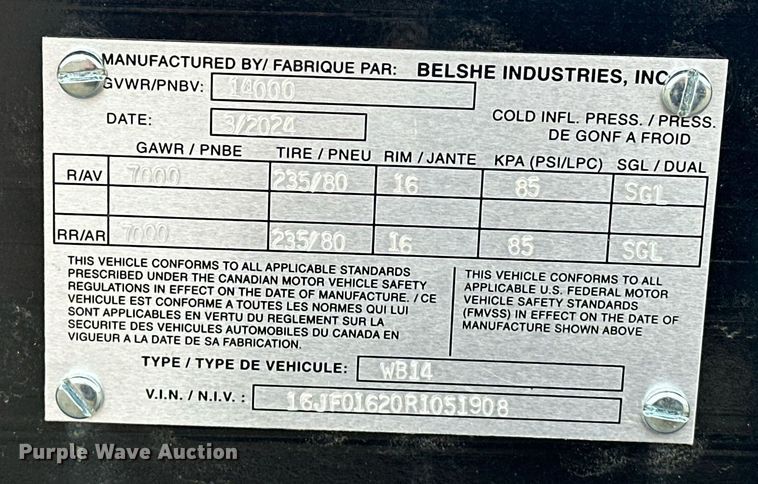 MANUFACTURED BY/ FABRIQUE PAR: BELSHE INDUSTRIES, INC
GVWR/PNBV: 14000
DATE: 3/2024
COLD INFL. PRESS. / PRESS.
DE GONF A FROID
GAWR / PNBE TIRE / PNEU RIM / JANTE KPA (PSI/LPC) SGL / DUAL
R/AV 7000 235/80 16 85 SGL
RR/AR 7000 235/80 16 85 SGL
THIS VEHICLE CONFORMS TO ALL APPLICABLE STANDARDS
PRESCRIBED UNDER THE CANADIAN MOTOR VEHICLE SAFETY
REGULATIONS IN EFFECT ON THE DATE OF MANUFACTURE. / CE
VEHICULE EST CONFORME A TOUTES LES NORMES QUI LUI
SONT APPLICABLES EN VERTU DU REGLEMENT SUR LA
SECURITE DES VEHICULES AUTOMOBILES DU CANADA EN
VIGUEUR A LA DATE DE SA FABRICATION.
THIS VEHICLE CONFORMS TO ALL
APPLICABLE U.S. FEDERAL MOTOR
VEHICLE SAFETY STANDARDS
(FMVSS) IN EFFECT ON THE DATE OF
MANUFACTURE SHOWN ABOVE
TYPE / TYPE DE VEHICULE: WB14
V.I.N. / N.I.V. : 16JF01620R1051908
Purple Wave Auction